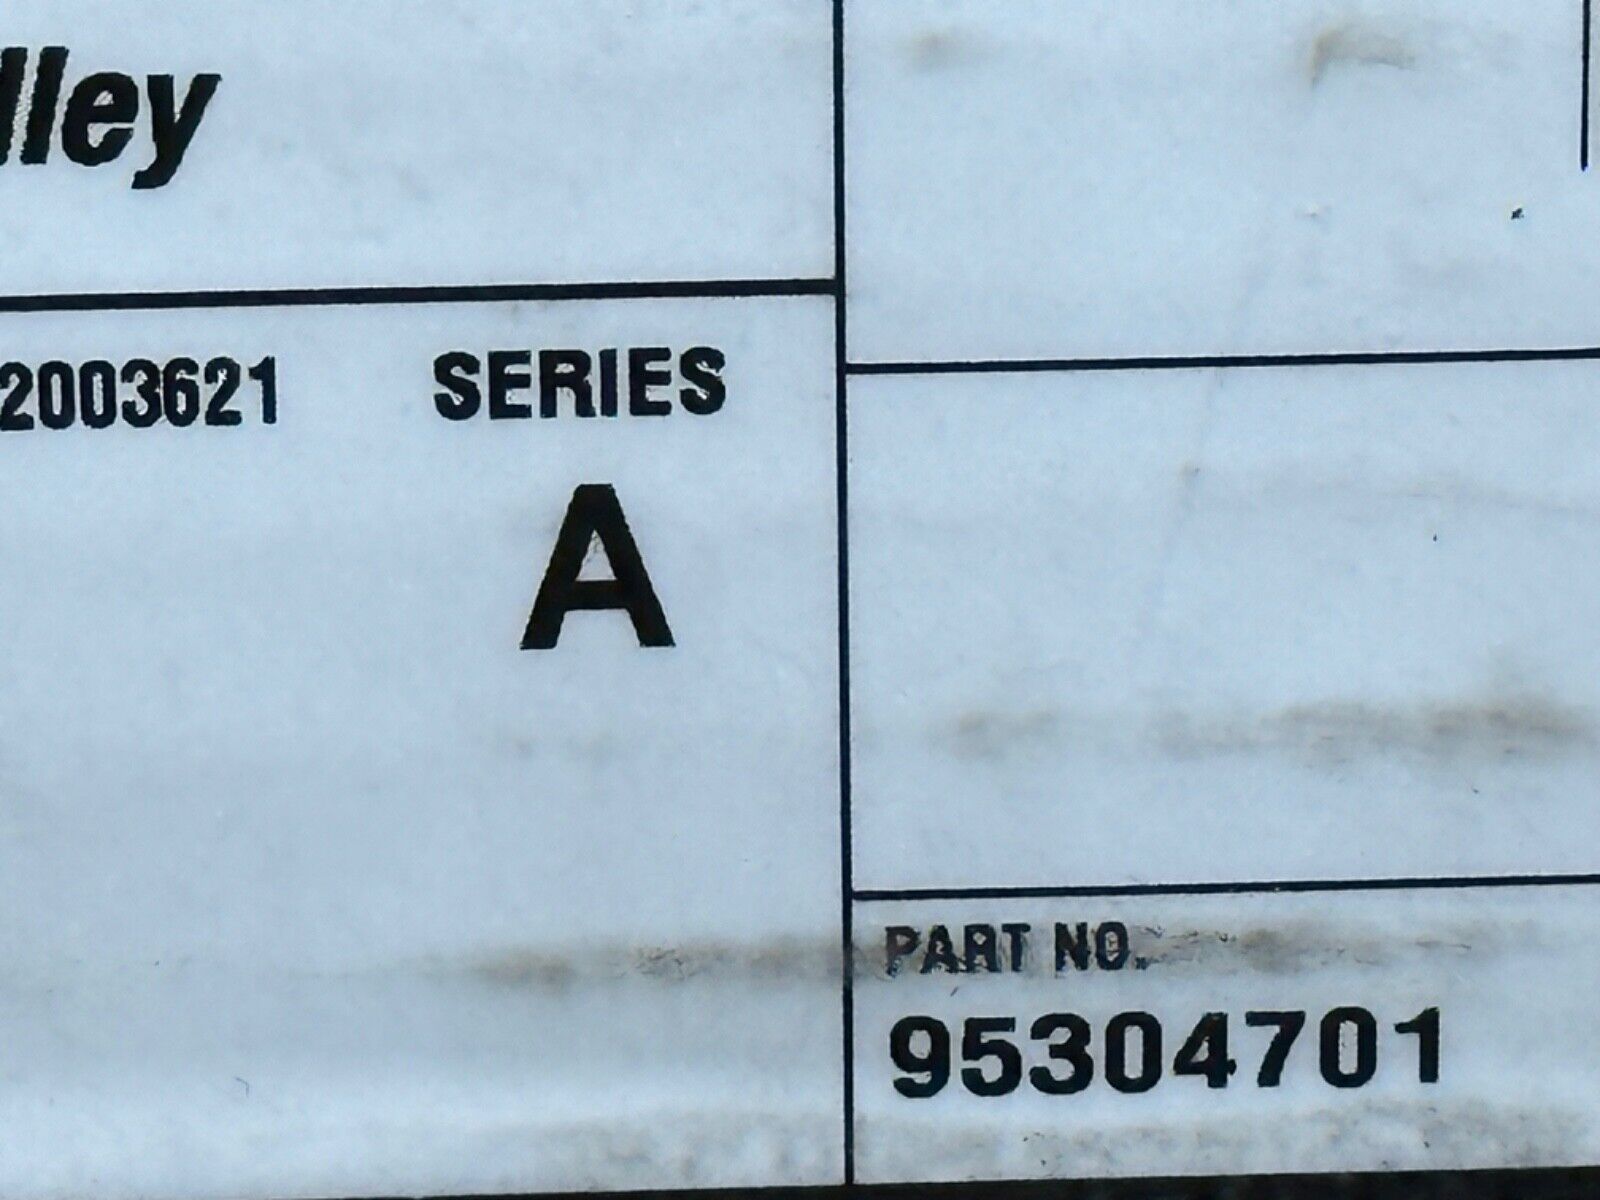 lley
2003621 SERIES
A
PART NO.
95304701